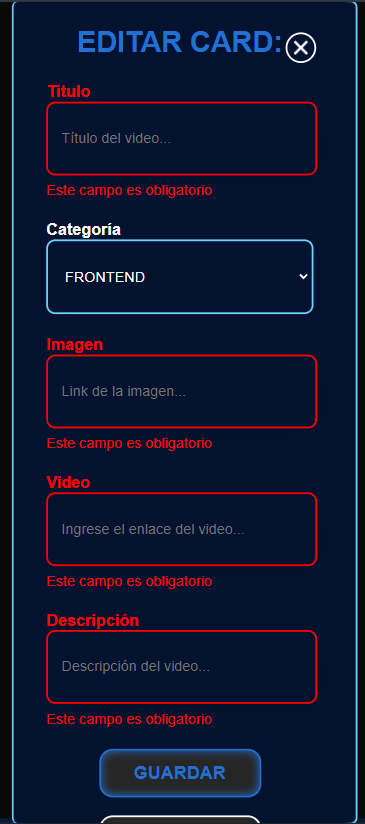 EDITAR CARD:
Título
Título del video...
Este campo es obligatorio
Categoría
FRONTEND
Imagen
Link de la imagen...
Este campo es obligatorio
Video
Ingrese el enlace del video...
Este campo es obligatorio
Descripción
Descripción del video...
Este campo es obligatorio
GUARDAR